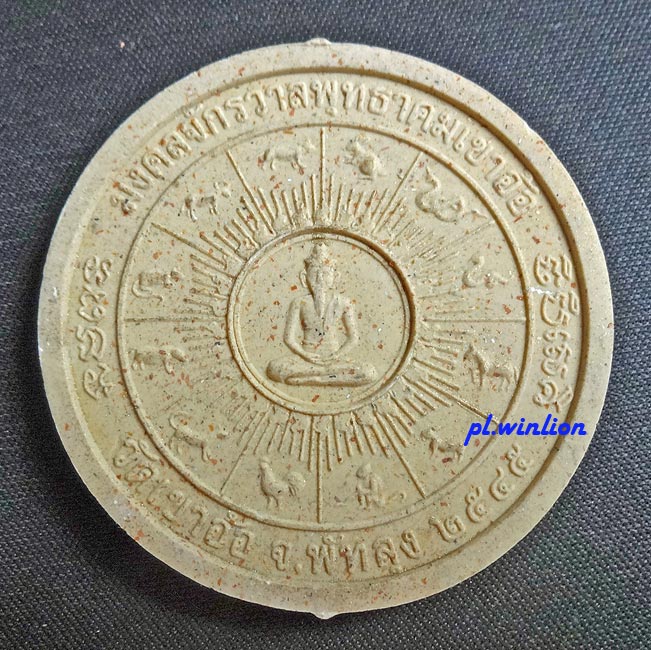 มงคลจักรวาลพุทธาคมเขาอ้อ
วัดเขาอ้อ จ.พัทลุง ๒๕๔๕
pl.winlion